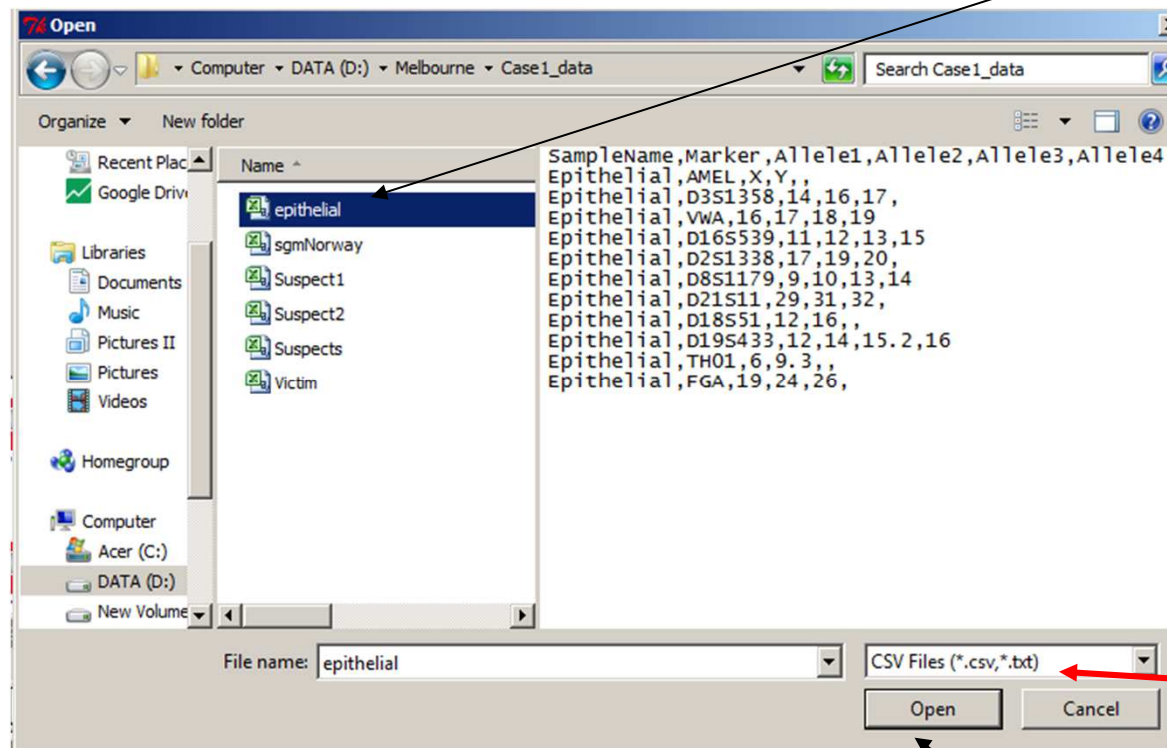 Open
Computer DATA (D:) Melbourne Case1_data
Search Case1_data
Organize New folder
Recent Plac
Google Driv
Libraries
Documents
Music
Pictures II
Pictures
Videos
Homegroup
Computer
Acer (C:)
DATA (D:)
New Volume
Name
epithelial
sgmNorway
Suspect1
Suspect2
Suspects
Victim
SampleName,Marker,Allele1,Allele2,Allele3,Allele4
Epithelial,AMEL,X,Y,,
Epithelial,D3S1358,14,16,17,
Epithelial,VWA,16,17,18,19
Epithelial,D16S539,11,12,13,15
Epithelial,D2S1338,17,19,20,
Epithelial,D8S1179,9,10,13,14
Epithelial,D21S11,29,31,32,
Epithelial,D18S51,12,16,,
Epithelial,D19S433,12,14,15.2,16
Epithelial,TH01,6,9.3,,
Epithelial,FGA,19,24,26,
File name: epithelial
CSV Files (*.csv,*.txt)
Open Cancel